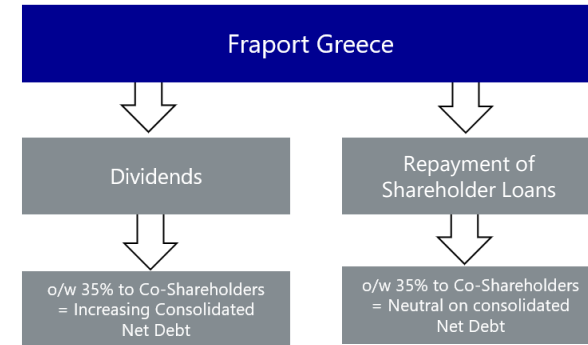 Fraport Greece
Dividends
Repayment of
Shareholder Loans
o/w 35% to Co-Shareholders
= Increasing Consolidated
Net Debt
o/w 35% to Co-Shareholders
= Neutral on consolidated
Net Debt